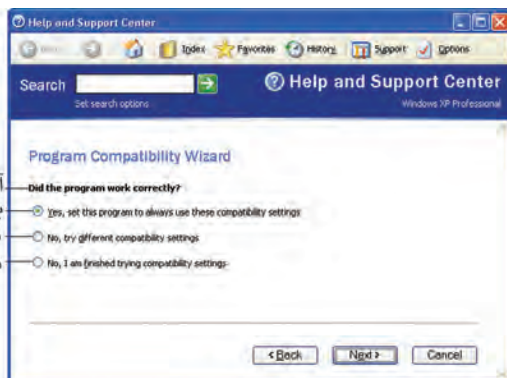 Help and Support Center
Index Favorites History Support Options
Search
Help and Support Center
Set search options
Windows XP Professional
Program Compatibility Wizard
Did the program work correctly?
Yes, set this program to always use these compatibility settings
No, try different compatibility settings
No, I am finished trying compatibility settings
< Back Next > Cancel